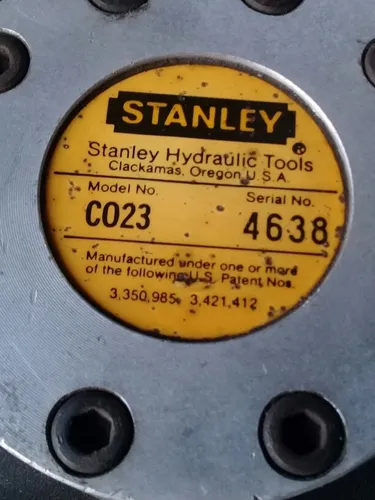 STANLEY®
Stanley Hydraulic Tools
Clackamas, Oregon U.S.A.
Model No. Serial No.
CO23 4638
Manufactured under one or more
of the following U.S. Patent Nos.
3,350,985 3,421,412